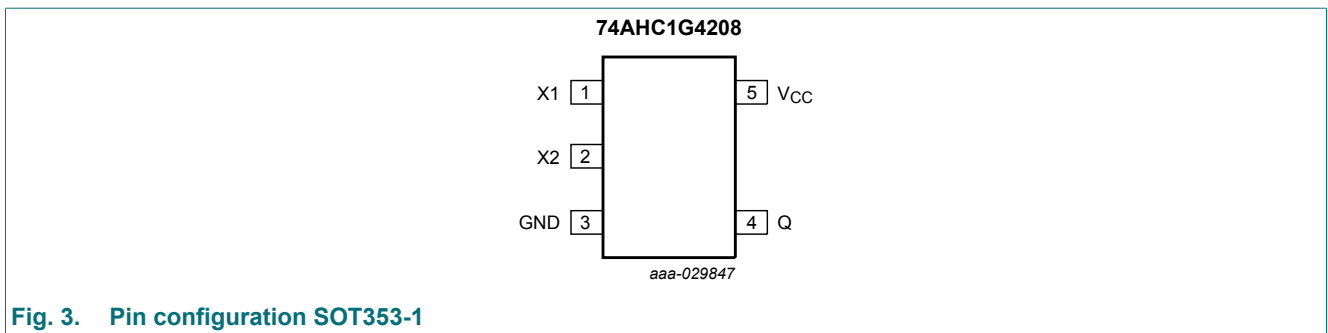 74AHC1G4208
X1 1 5 VCC
X2 2
GND 3 4 Q
aaa-029847
Fig. 3. Pin configuration SOT353-1